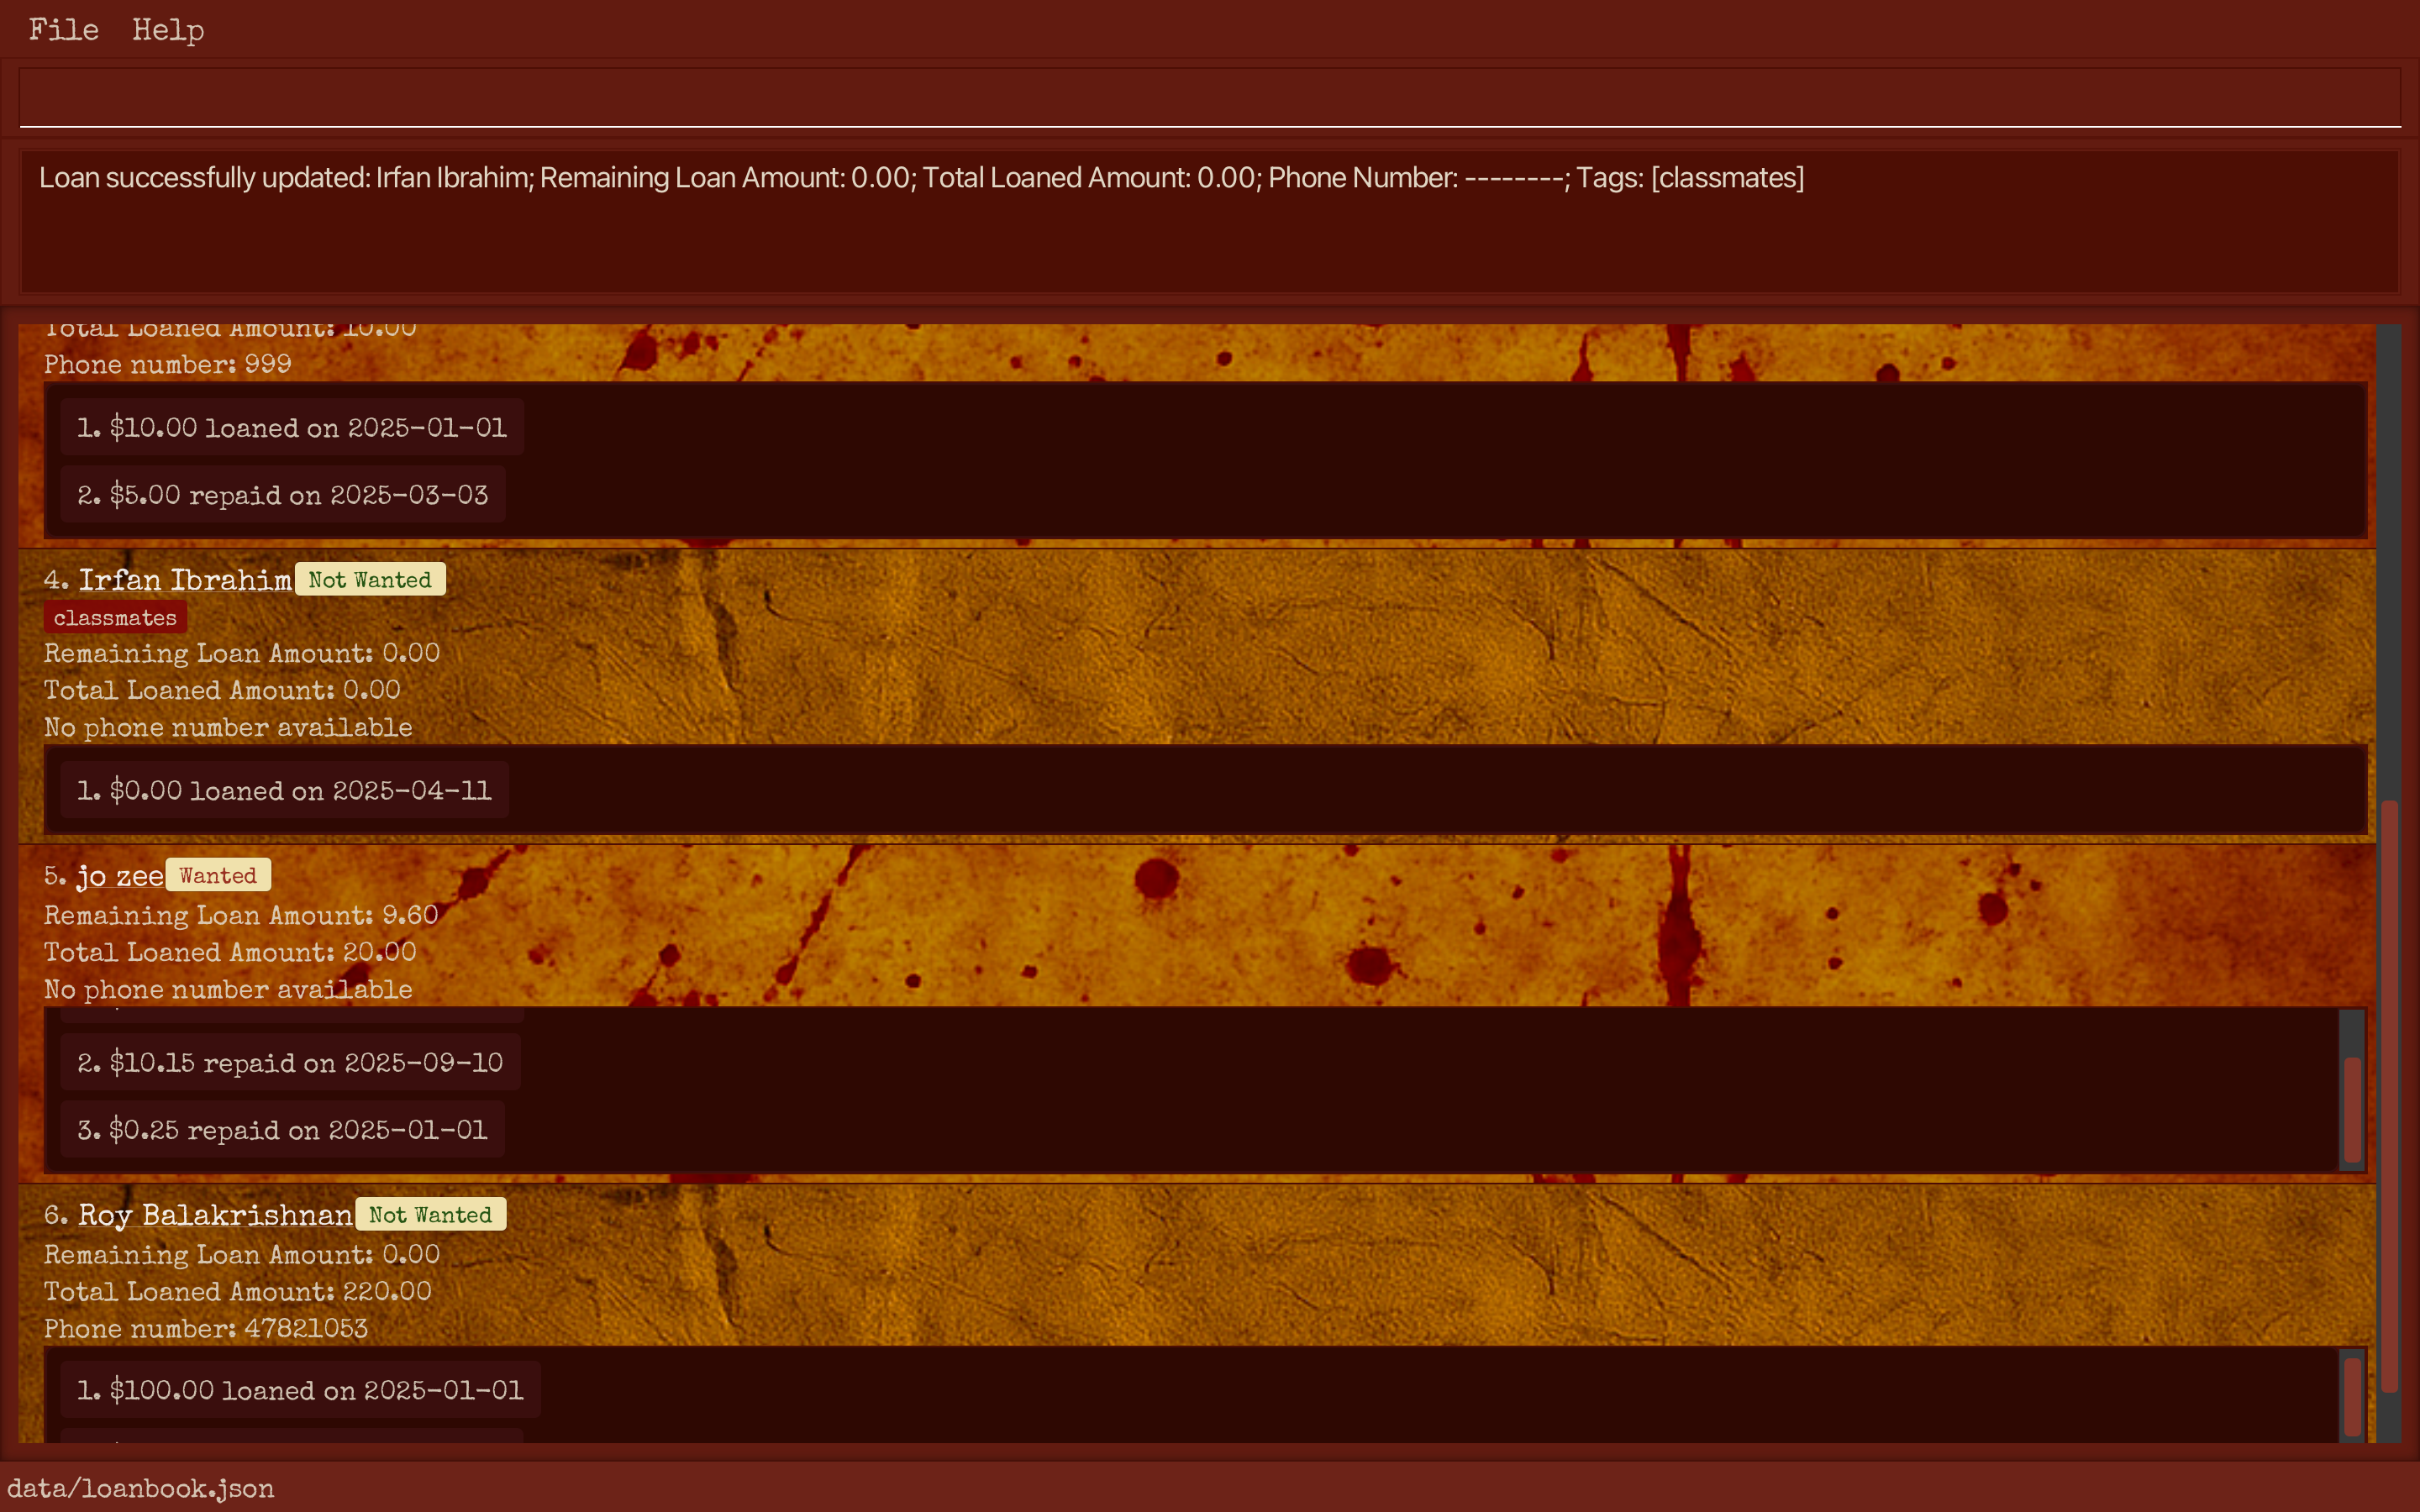 File Help
Loan successfully updated: Irfan Ibrahim; Remaining Loan Amount: 0.00; Total Loaned Amount: 0.00; Phone Number: --------; Tags: [classmates]
Total Loaned Amount: 10.00
Phone number: 999
1. $10.00 loaned on 2025-01-01
2. $5.00 repaid on 2025-03-03
4. Irfan Ibrahim Not Wanted
classmates
Remaining Loan Amount: 0.00
Total Loaned Amount: 0.00
No phone number available
1. $0.00 loaned on 2025-04-11
5. jo zee Wanted
Remaining Loan Amount: 9.60
Total Loaned Amount: 20.00
No phone number available
2. $10.15 repaid on 2025-09-10
3. $0.25 repaid on 2025-01-01
6. Roy Balakrishnan Not Wanted
Remaining Loan Amount: 0.00
Total Loaned Amount: 220.00
Phone number: 47821053
1. $100.00 loaned on 2025-01-01
data/loanbook.json